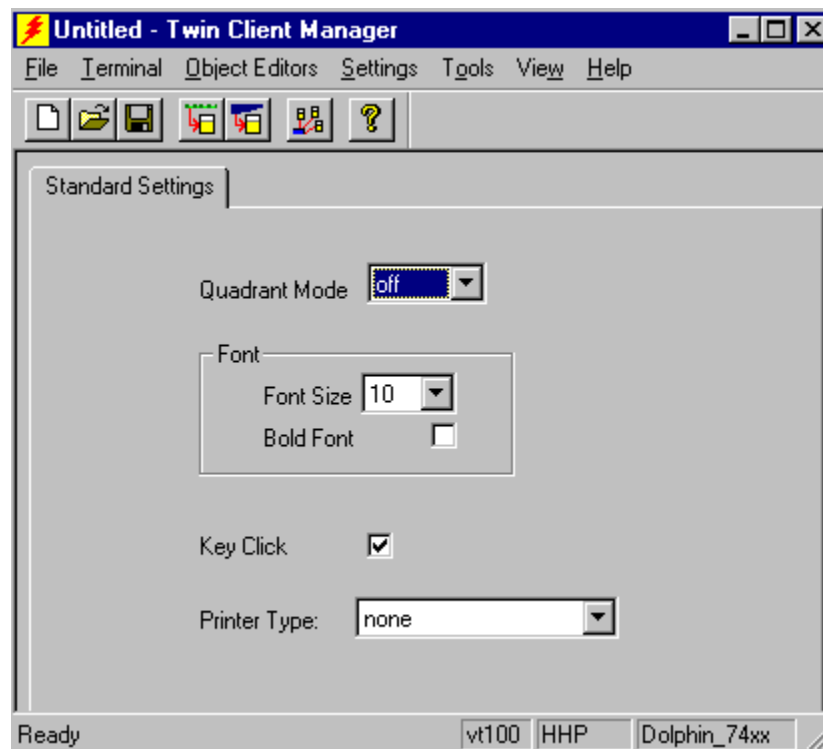 Untitled - Twin Client Manager
File Terminal Object Editors Settings Tools View Help
Standard Settings
Quadrant Mode off
Font
Font Size 10
Bold Font
Key Click
Printer Type: none
Ready vt100 HHP Dolphin_74xx